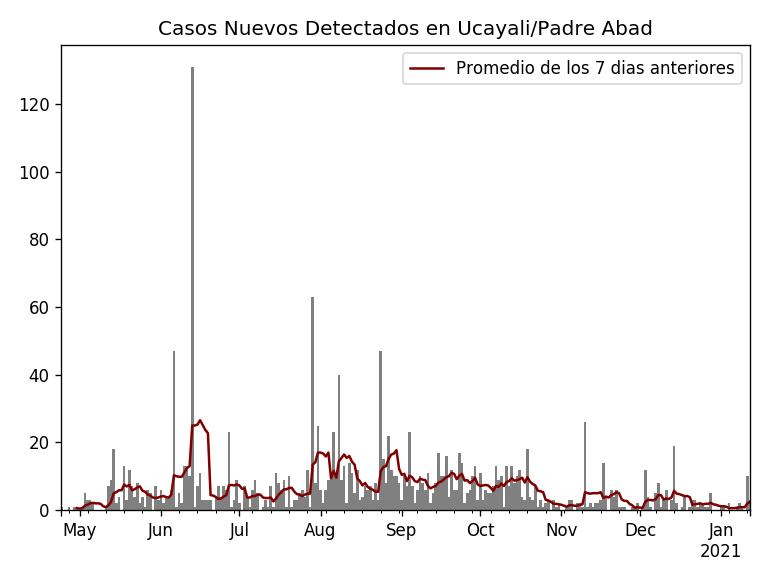 Casos Nuevos Detectados en Ucayali/Padre Abad
Promedio de los 7 dias anteriores
120
100
80
60
40
20
0
May Jun Jul Aug Sep Oct Nov Dec Jan
2021